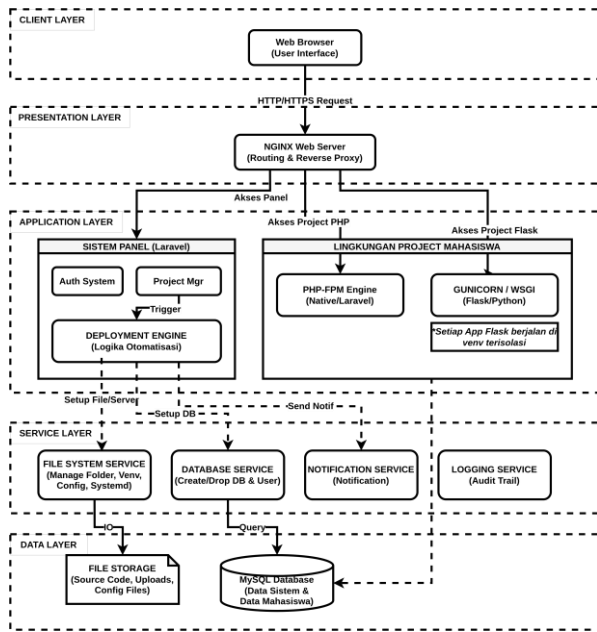 CLIENT LAYER
Web Browser
(User Interface)
HTTP/HTTPS Request
PRESENTATION LAYER
NGINX Web Server
(Routing & Reverse Proxy)
Akses Panel
Akses Project PHP
Akses Project Flask
APPLICATION LAYER
SISTEM PANEL (Laravel)
LINGKUNGAN PROJECT MAHASISWA
Auth System
Project Mgr
PHP-FPM Engine
(Native/Laravel)
GUNICORN / WSGI
(Flask/Python)
Trigger
DEPLOYMENT ENGINE
(Logika Otomatisasi)
*Setiap App Flask berjalan di
venv terisolasi
Setup File/Server
Setup DB
Send Notif
SERVICE LAYER
FILE SYSTEM SERVICE
(Manage Folder, Venv,
Config, Systemd)
DATABASE SERVICE
(Create/Drop DB & User)
NOTIFICATION SERVICE
(Notification)
LOGGING SERVICE
(Audit Trail)
IO
Query
DATA LAYER
FILE STORAGE
(Source Code, Uploads,
Config Files)
MySQL Database
(Data Sistem &
Data Mahasiswa)